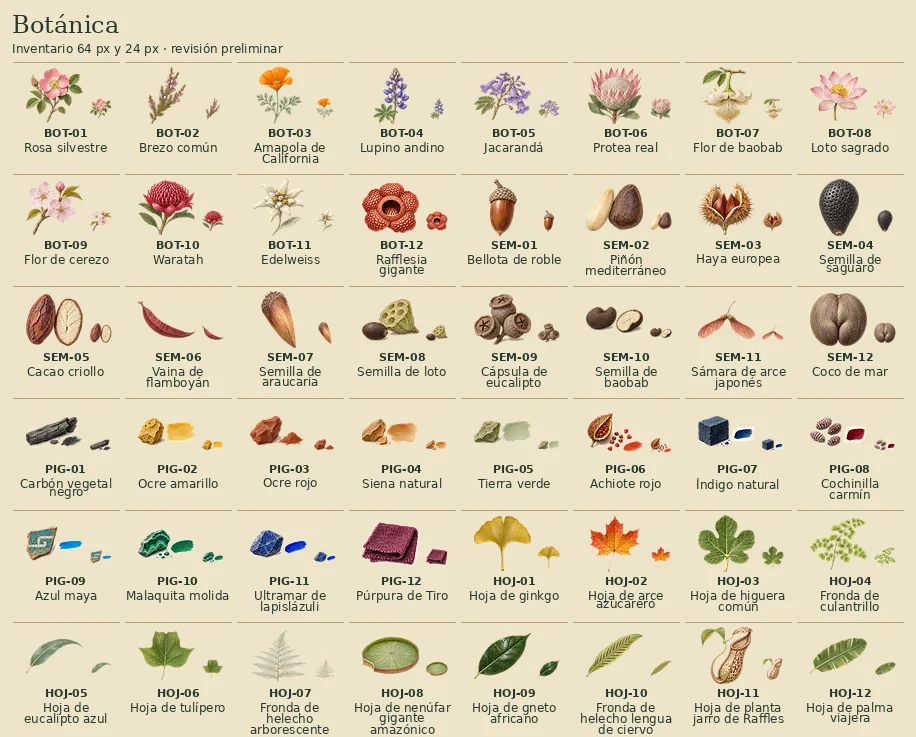 Botánica
Inventario 64 px y 24 px · revisión preliminar
BOT-01
Rosa silvestre
BOT-02
Brezo común
BOT-03
Amapola de
California
BOT-04
Lupino andino
BOT-05
Jacarandá
BOT-06
Protea real
BOT-07
Flor de baobab
BOT-08
Loto sagrado
BOT-09
Flor de cerezo
BOT-10
Waratah
BOT-11
Edelweiss
BOT-12
Rafflesia
gigante
SEM-01
Bellota de roble
SEM-02
Piñón
mediterráneo
SEM-03
Haya europea
SEM-04
Semilla de
saguaro
SEM-05
Cacao criollo
SEM-06
Vaina de
flamboyán
SEM-07
Semilla de
araucaria
SEM-08
Semilla de loto
SEM-09
Cápsula de
eucalipto
SEM-10
Semilla de
baobab
SEM-11
Sámara de arce
japonés
SEM-12
Coco de mar
PIG-01
Carbón vegetal
negro
PIG-02
Ocre amarillo
PIG-03
Ocre rojo
PIG-04
Siena natural
PIG-05
Tierra verde
PIG-06
Achiote rojo
PIG-07
Índigo natural
PIG-08
Cochinilla
carmín
PIG-09
Azul maya
PIG-10
Malaquita molida
PIG-11
Ultramar de
lapislázuli
PIG-12
Púrpura de Tiro
HOJ-01
Hoja de ginkgo
HOJ-02
Hoja de arce
azucarero
HOJ-03
Hoja de higuera
común
HOJ-04
Fronda de
culantrillo
HOJ-05
Hoja de
eucalipto azul
HOJ-06
Hoja de tulípero
HOJ-07
Fronda de
helecho
arborescente
HOJ-08
Hoja de nenúfar
gigante
amazónico
HOJ-09
Hoja de gneto
africano
HOJ-10
Fronda de
helecho lengua
de ciervo
HOJ-11
Hoja de planta
jarro de Raffles
HOJ-12
Hoja de palma
viajera